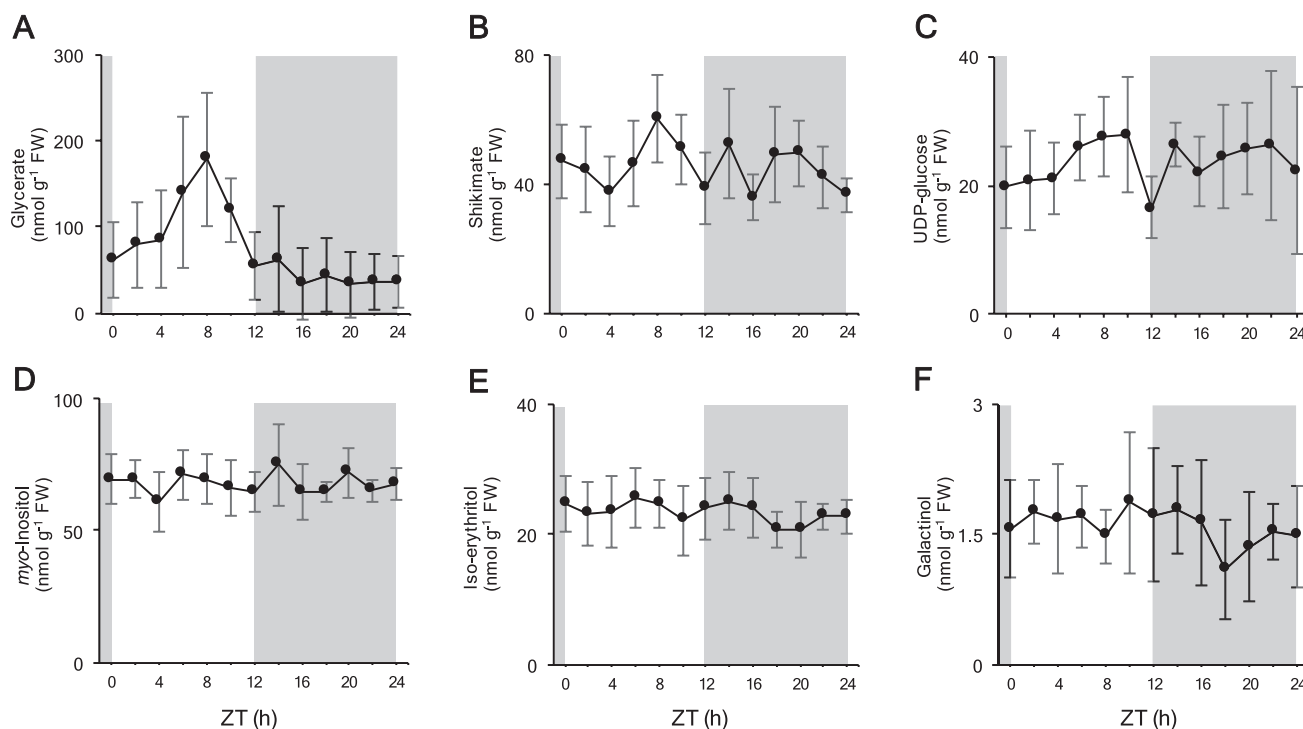 A
Glycerate
(nmol g⁻¹ FW)
300
200
100
0
0 4 8 12 16 20 24
B
Shikimate
(nmol g⁻¹ FW)
80
40
0
0 4 8 12 16 20 24
C
UDP-glucose
(nmol g⁻¹ FW)
40
20
0
0 4 8 12 16 20 24
D
myo-Inositol
(nmol g⁻¹ FW)
100
50
0
0 4 8 12 16 20 24
ZT (h)
E
Iso-erythritol
(nmol g⁻¹ FW)
40
20
0
0 4 8 12 16 20 24
ZT (h)
F
Galactinol
(nmol g⁻¹ FW)
3
1.5
0
0 4 8 12 16 20 24
ZT (h)